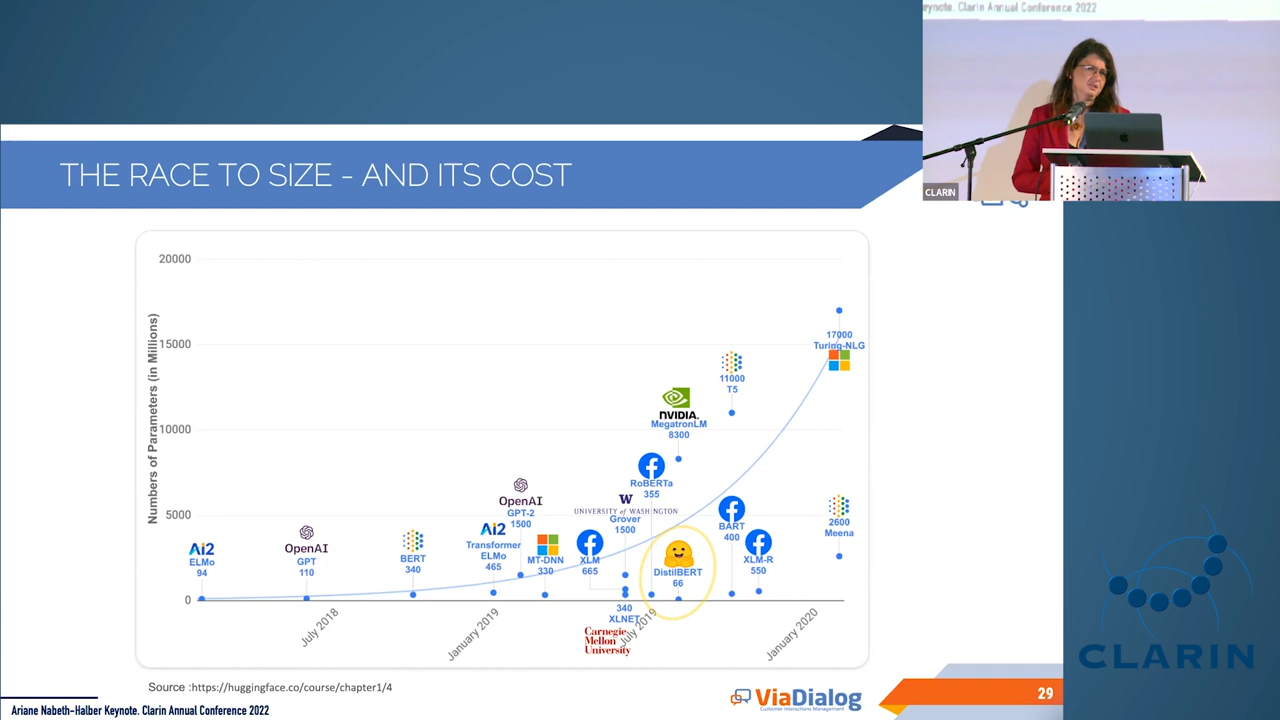 eynote. Clarin Annual Conference 2022
CLARIN
THE RACE TO SIZE - AND ITS COST
Numbers of Parameters (in Millions)
20000
15000
10000
5000
0
Ai2
ELMo
94
OpenAI
GPT
110
BERT
340
Ai2
Transformer
ELMo
465
OpenAI
GPT-2
1500
MT-DNN
330
XLM
665
W
UNIVERSITY of WASHINGTON
Grover
1500
340
XLNET
Carnegie
Mellon
University
RoBERTa
355
NVIDIA.
MegatronLM
8300
DistilBERT
66
11000
T5
BART
400
XLM-R
550
17000
Turing-NLG
2600
Meena
July 2018
January 2019
July 2019
January 2020
Source :https://huggingface.co/course/chapter1/4
Ariane Nabeth-Halber Keynote. Clarin Annual Conference 2022
ViaDialog
Customer Interactions Management
29
CLARIN